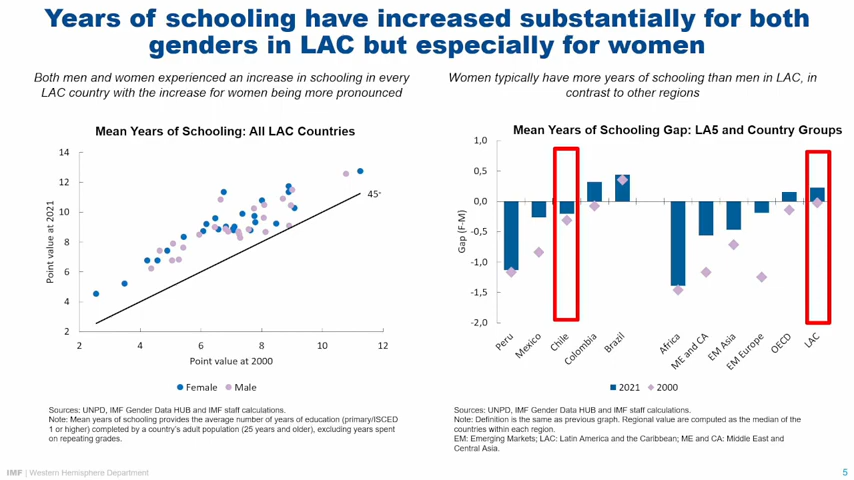 Years of schooling have increased substantially for both
genders in LAC but especially for women
Both men and women experienced an increase in schooling in every
LAC country with the increase for women being more pronounced
Mean Years of Schooling: All LAC Countries
14
12
10
8
6
4
2
Point value at 2021
45°
2 4 6 8 10 12
Point value at 2000
Female Male
Sources: UNPD, IMF Gender Data HUB and IMF staff calculations.
Note: Mean years of schooling provides the average number of years of education (primary/ISCED
1 or higher) completed by a country's adult population (25 years and older), excluding years spent
on repeating grades.
Women typically have more years of schooling than men in LAC, in
contrast to other regions
Mean Years of Schooling Gap: LA5 and Country Groups
1,0
0,5
0,0
-0,5
-1,0
-1,5
-2,0
Gap (F-M)
Peru Mexico Chile Colombia Brazil Africa ME and CA EM Asia EM Europe OECD LAC
2021 2000
Sources: UNPD, IMF Gender Data HUB and IMF staff calculations.
Note: Definition is the same as previous graph. Regional value are computed as the median of the
countries within each region.
EM: Emerging Markets; LAC: Latin America and the Caribbean; ME and CA: Middle East and
Central Asia.
IMF | Western Hemisphere Department
5